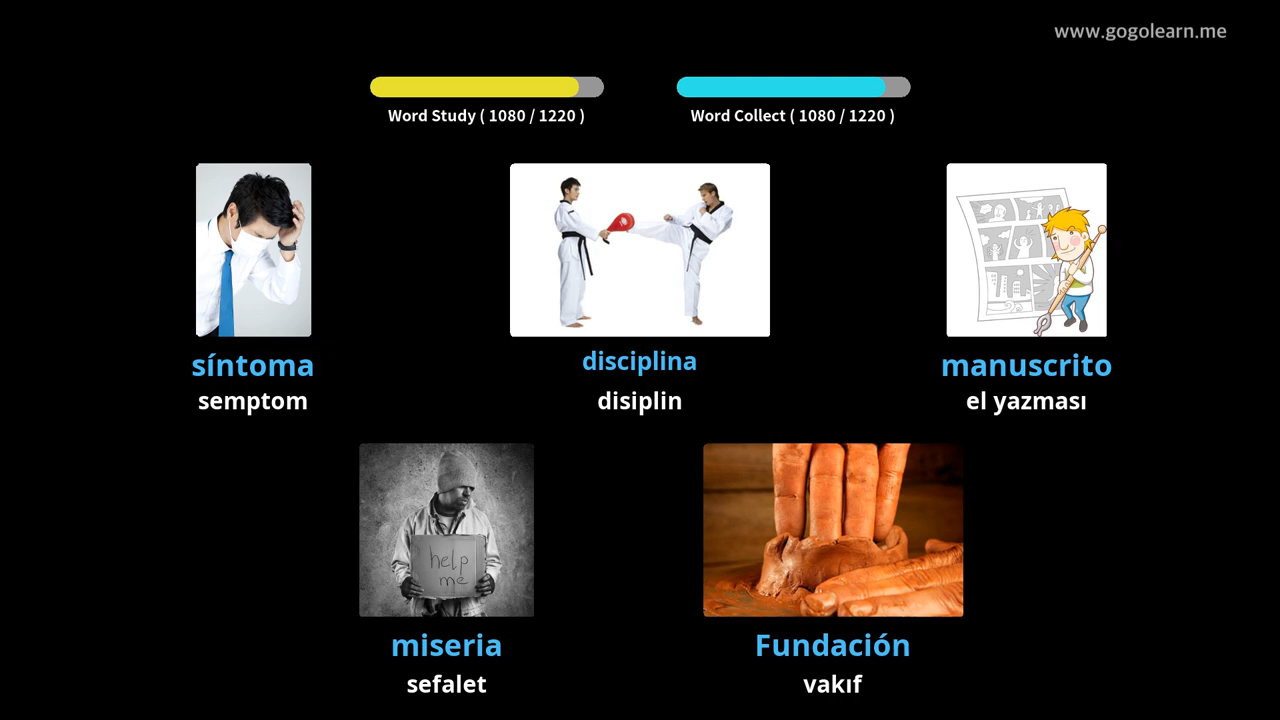 www.gogolearn.me
Word Study ( 1080 / 1220 )
Word Collect ( 1080 / 1220 )
síntoma
semptom
disciplina
disiplin
manuscrito
el yazması
help
me
miseria
sefalet
Fundación
vakıf